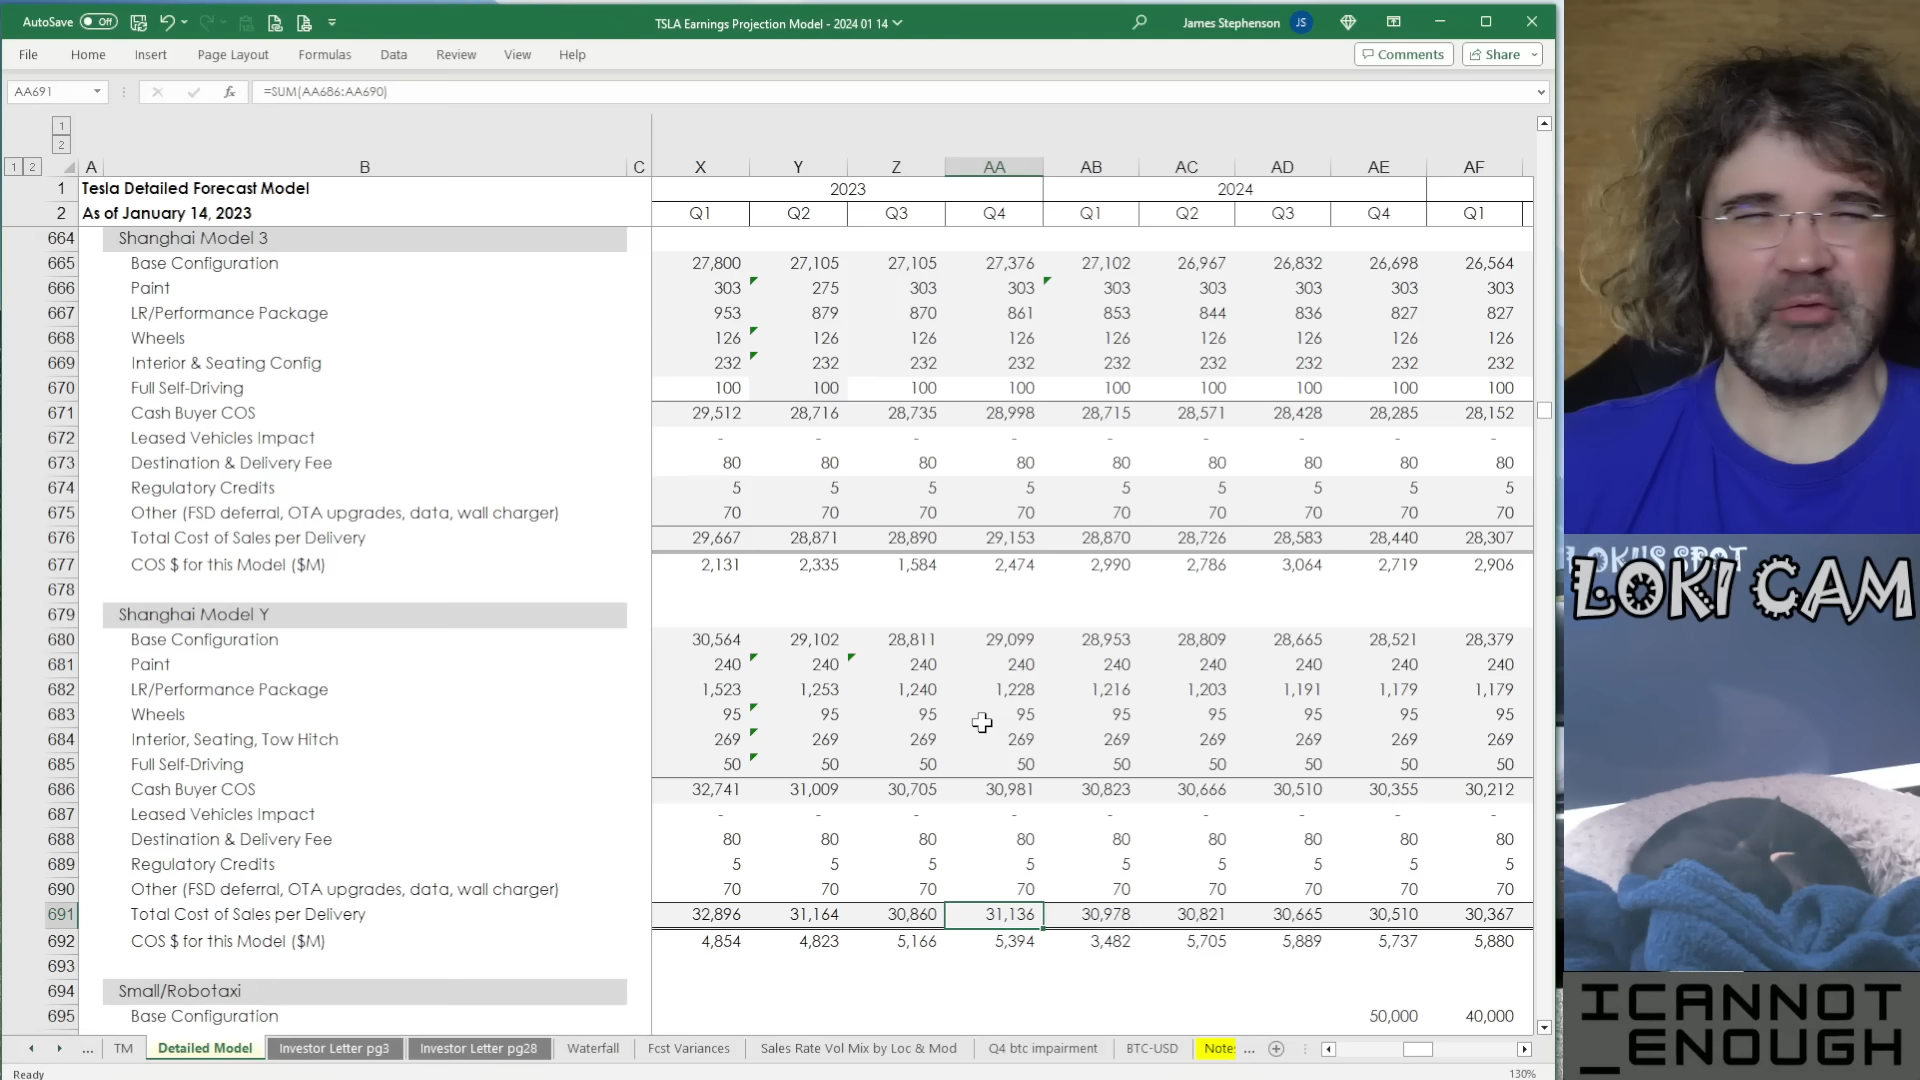 AutoSave Off TSLA Earnings Projection Model - 2024 01 14 James Stephenson JS
File Home Insert Page Layout Formulas Data Review View Help Comments Share
AA691 fx =SUM(AA686:AA690)
1
2
1 2 A B C X Y Z AA AB AC AD AE AF
1 Tesla Detailed Forecast Model 2023 2024
2 As of January 14, 2023 Q1 Q2 Q3 Q4 Q1 Q2 Q3 Q4 Q1
664 Shanghai Model 3
665 Base Configuration 27,800 27,105 27,105 27,376 27,102 26,967 26,832 26,698 26,564
666 Paint 303 275 303 303 303 303 303 303 303
667 LR/Performance Package 953 879 870 861 853 844 836 827 827
668 Wheels 126 126 126 126 126 126 126 126 126
669 Interior & Seating Config 232 232 232 232 232 232 232 232 232
670 Full Self-Driving 100 100 100 100 100 100 100 100 100
671 Cash Buyer COS 29,512 28,716 28,735 28,998 28,715 28,571 28,428 28,285 28,152
672 Leased Vehicles Impact - - - - - - - - -
673 Destination & Delivery Fee 80 80 80 80 80 80 80 80 80
674 Regulatory Credits 5 5 5 5 5 5 5 5 5
675 Other (FSD deferral, OTA upgrades, data, wall charger) 70 70 70 70 70 70 70 70 70
676 Total Cost of Sales per Delivery 29,667 28,871 28,890 29,153 28,870 28,726 28,583 28,440 28,307
677 COS $ for this Model ($M) 2,131 2,335 1,584 2,474 2,990 2,786 3,064 2,719 2,906
678
679 Shanghai Model Y
680 Base Configuration 30,564 29,102 28,811 29,099 28,953 28,809 28,665 28,521 28,379
681 Paint 240 240 240 240 240 240 240 240 240
682 LR/Performance Package 1,523 1,253 1,240 1,228 1,216 1,203 1,191 1,179 1,179
683 Wheels 95 95 95 95 95 95 95 95 95
684 Interior, Seating, Tow Hitch 269 269 269 269 269 269 269 269 269
685 Full Self-Driving 50 50 50 50 50 50 50 50 50
686 Cash Buyer COS 32,741 31,009 30,705 30,981 30,823 30,666 30,510 30,355 30,212
687 Leased Vehicles Impact - - - - - - - - -
688 Destination & Delivery Fee 80 80 80 80 80 80 80 80 80
689 Regulatory Credits 5 5 5 5 5 5 5 5 5
690 Other (FSD deferral, OTA upgrades, data, wall charger) 70 70 70 70 70 70 70 70 70
691 Total Cost of Sales per Delivery 32,896 31,164 30,860 31,136 30,978 30,821 30,665 30,510 30,367
692 COS $ for this Model ($M) 4,854 4,823 5,166 5,394 3,482 5,705 5,889 5,737 5,880
693
694 Small/Robotaxi
695 Base Configuration 50,000 40,000
... TM Detailed Model Investor Letter pg3 Investor Letter pg28 Waterfall Fcst Variances Sales Rate Vol Mix by Loc & Mod Q4 btc impairment BTC-USD Note: ...
Ready 130%
LOKI CAM
ICANNOT
_ENOUGH